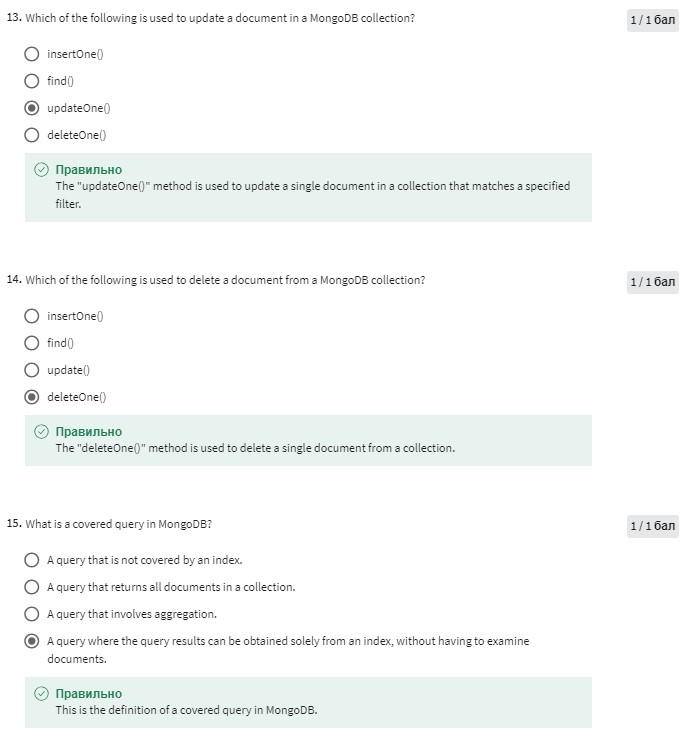 13. Which of the following is used to update a document in a MongoDB collection?
1 / 1 бал
insertOne()
find()
updateOne()
deleteOne()
Правильно
The "updateOne()" method is used to update a single document in a collection that matches a specified
filter.
14. Which of the following is used to delete a document from a MongoDB collection?
1 / 1 бал
insertOne()
find()
update()
deleteOne()
Правильно
The "deleteOne()" method is used to delete a single document from a collection.
15. What is a covered query in MongoDB?
1 / 1 бал
A query that is not covered by an index.
A query that returns all documents in a collection.
A query that involves aggregation.
A query where the query results can be obtained solely from an index, without having to examine
documents.
Правильно
This is the definition of a covered query in MongoDB.